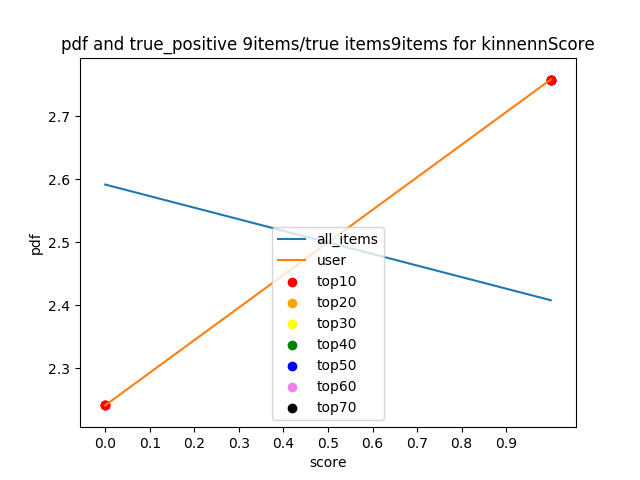 pdf and true_positive 9items/true items9items for kinnennScore
pdf
2.7
2.6
2.5
2.4
2.3
all_items
user
top10
top20
top30
top40
top50
top60
top70
0.0 0.1 0.2 0.3 0.4 0.5 0.6 0.7 0.8 0.9
score